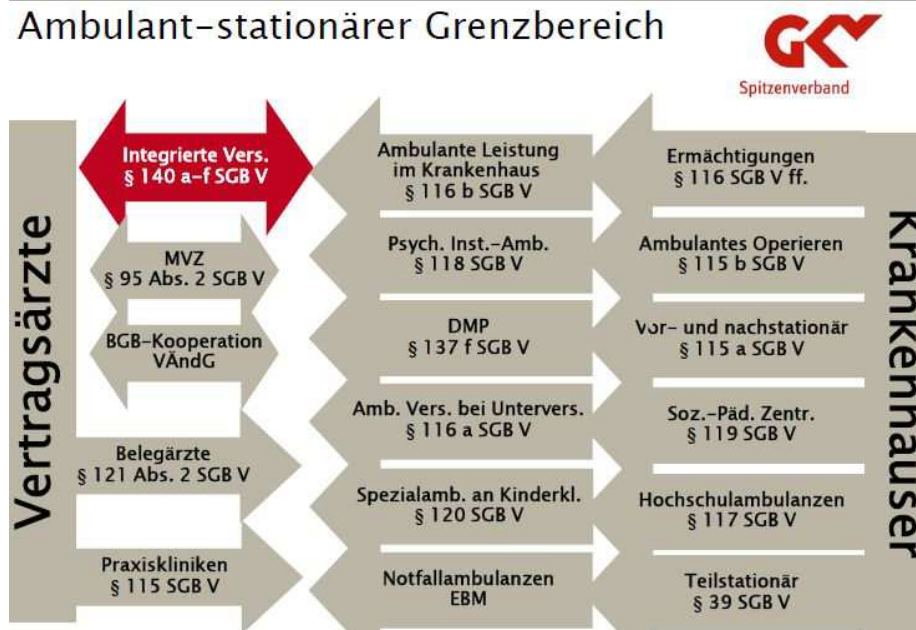 Ambulant-stationärer Grenzbereich
GKV
Spitzenverband
Vertragsärzte
Integrierte Vers.
§ 140 a-f SGB V
MVZ
§ 95 Abs. 2 SGB V
BGB-Kooperation
VÄndG
Belegärzte
§ 121 Abs. 2 SGB V
Praxiskliniken
§ 115 SGB V
Ambulante Leistung
im Krankenhaus
§ 116 b SGB V
Psych. Inst.-Amb.
§ 118 SGB V
DMP
§ 137 f SGB V
Amb. Vers. bei Untervers.
§ 116 a SGB V
Spezialamb. an Kinderkl.
§ 120 SGB V
Notfallambulanzen
EBM
Ermächtigungen
§ 116 SGB V ff.
Ambulantes Operieren
§ 115 b SGB V
Vor- und nachstationär
§ 115 a SGB V
Soz.-Päd. Zentr.
§ 119 SGB V
Hochschulambulanzen
§ 117 SGB V
Teilstationär
§ 39 SGB V
Krankenhäuser